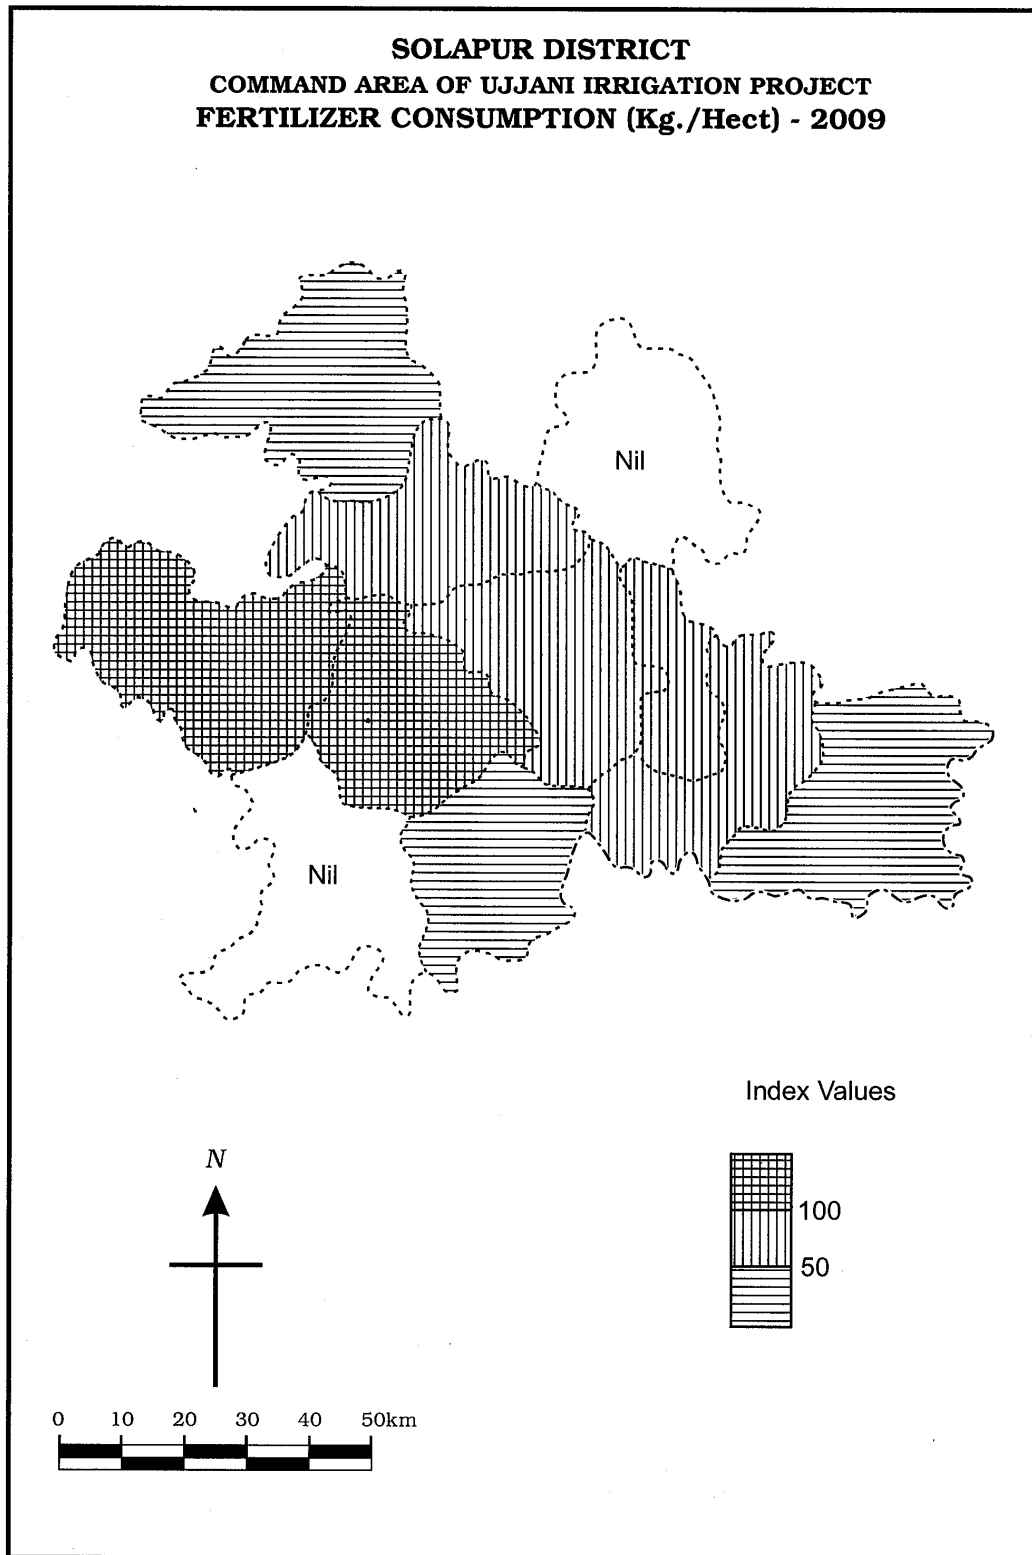 SOLAPUR DISTRICT
COMMAND AREA OF UJJANI IRRIGATION PROJECT
FERTILIZER CONSUMPTION (Kg./Hect) - 2009
Nil
Nil
Index Values
100
50
N
0 10 20 30 40 50km